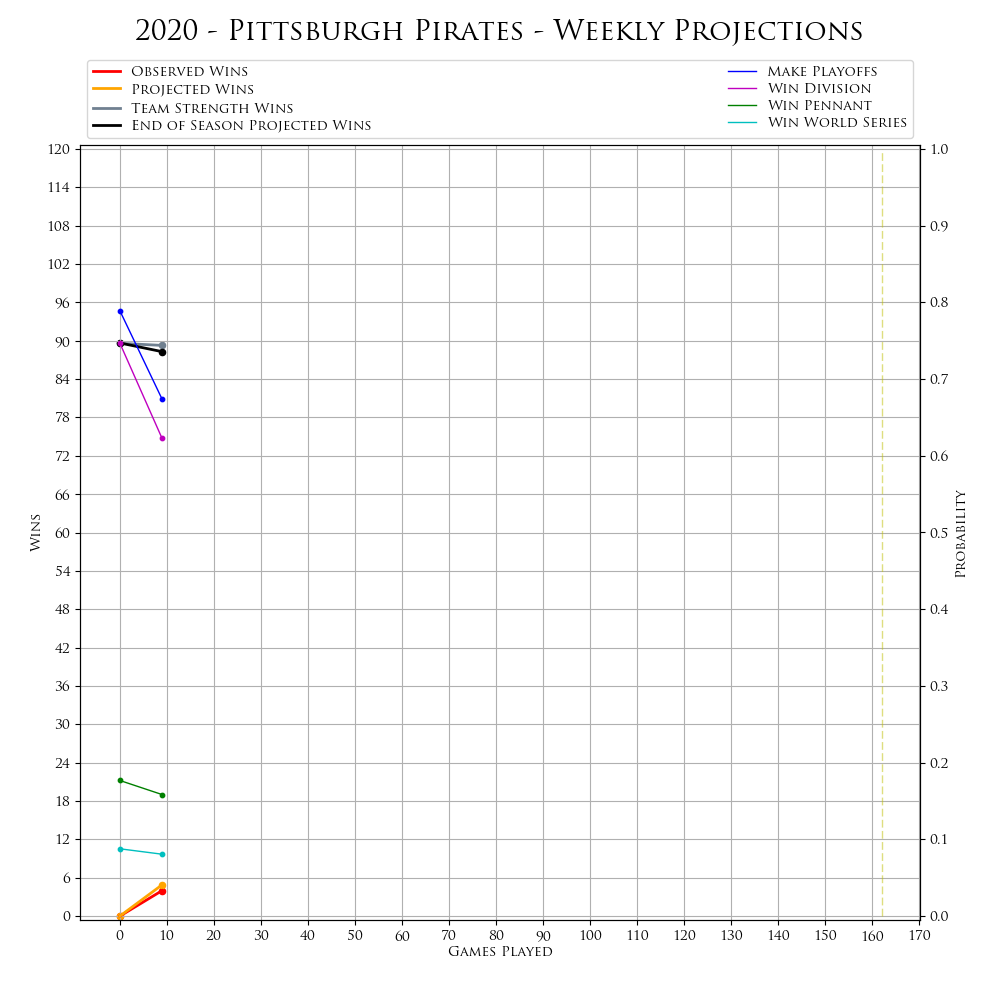 2020 - Pittsburgh Pirates - Weekly Projections
Observed Wins
Projected Wins
Team Strength Wins
End of Season Projected Wins
Make Playoffs
Win Division
Win Pennant
Win World Series
120
114
108
102
96
90
84
78
72
66
60
54
48
42
36
30
24
18
12
6
0
Wins
1.0
0.9
0.8
0.7
0.6
0.5
0.4
0.3
0.2
0.1
0.0
Probability
0 10 20 30 40 50 60 70 80 90 100 110 120 130 140 150 160 170
Games Played